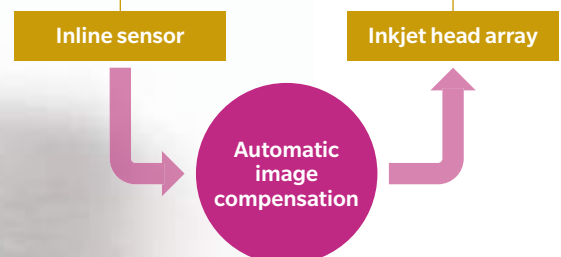 Inline sensor
Inkjet head array
Automatic
image
compensation